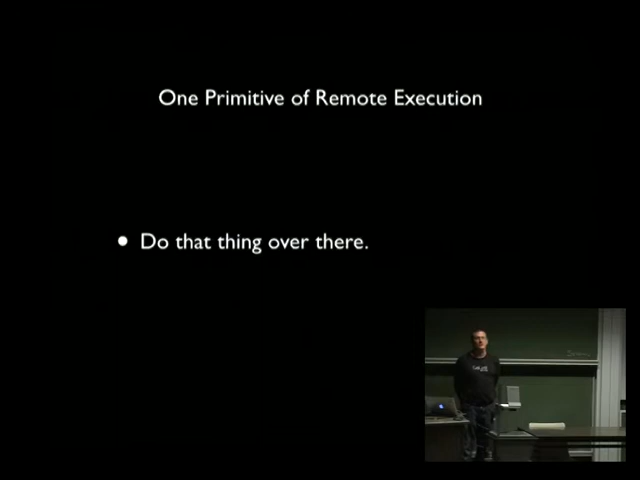 One Primitive of Remote Execution
• Do that thing over there.